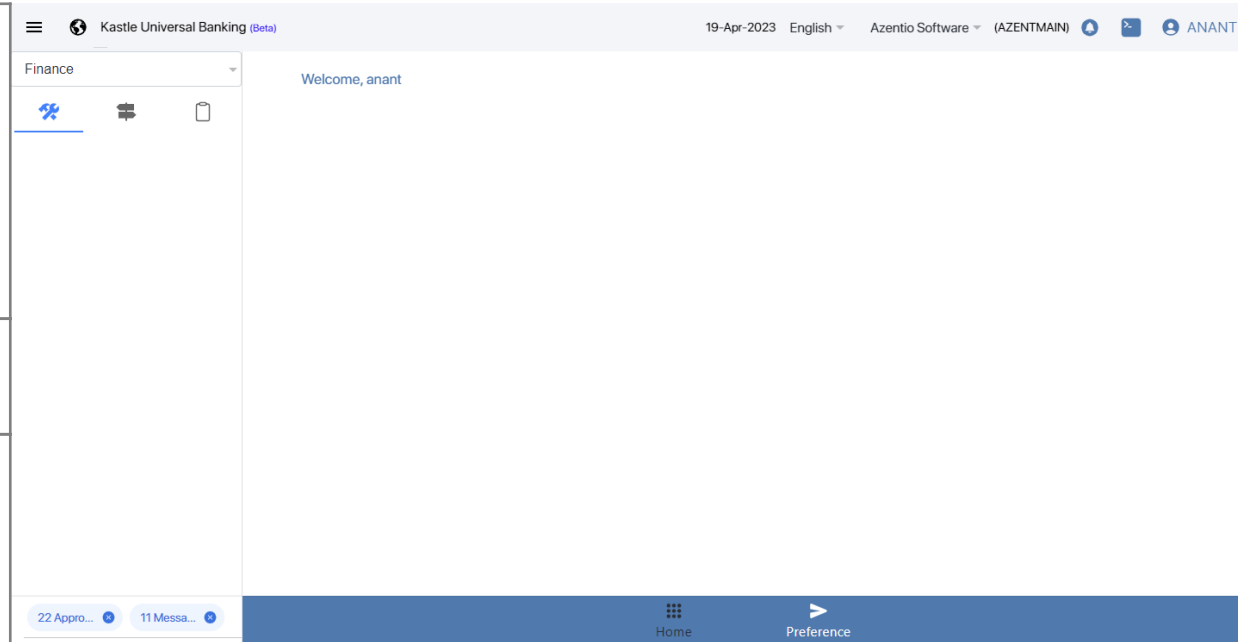 Kastle Universal Banking (Beta)
19-Apr-2023 English Azentio Software (AZENTMAIN) ANANT
Finance
Welcome, anant
22 Appro... 11 Messa...
Home Preference